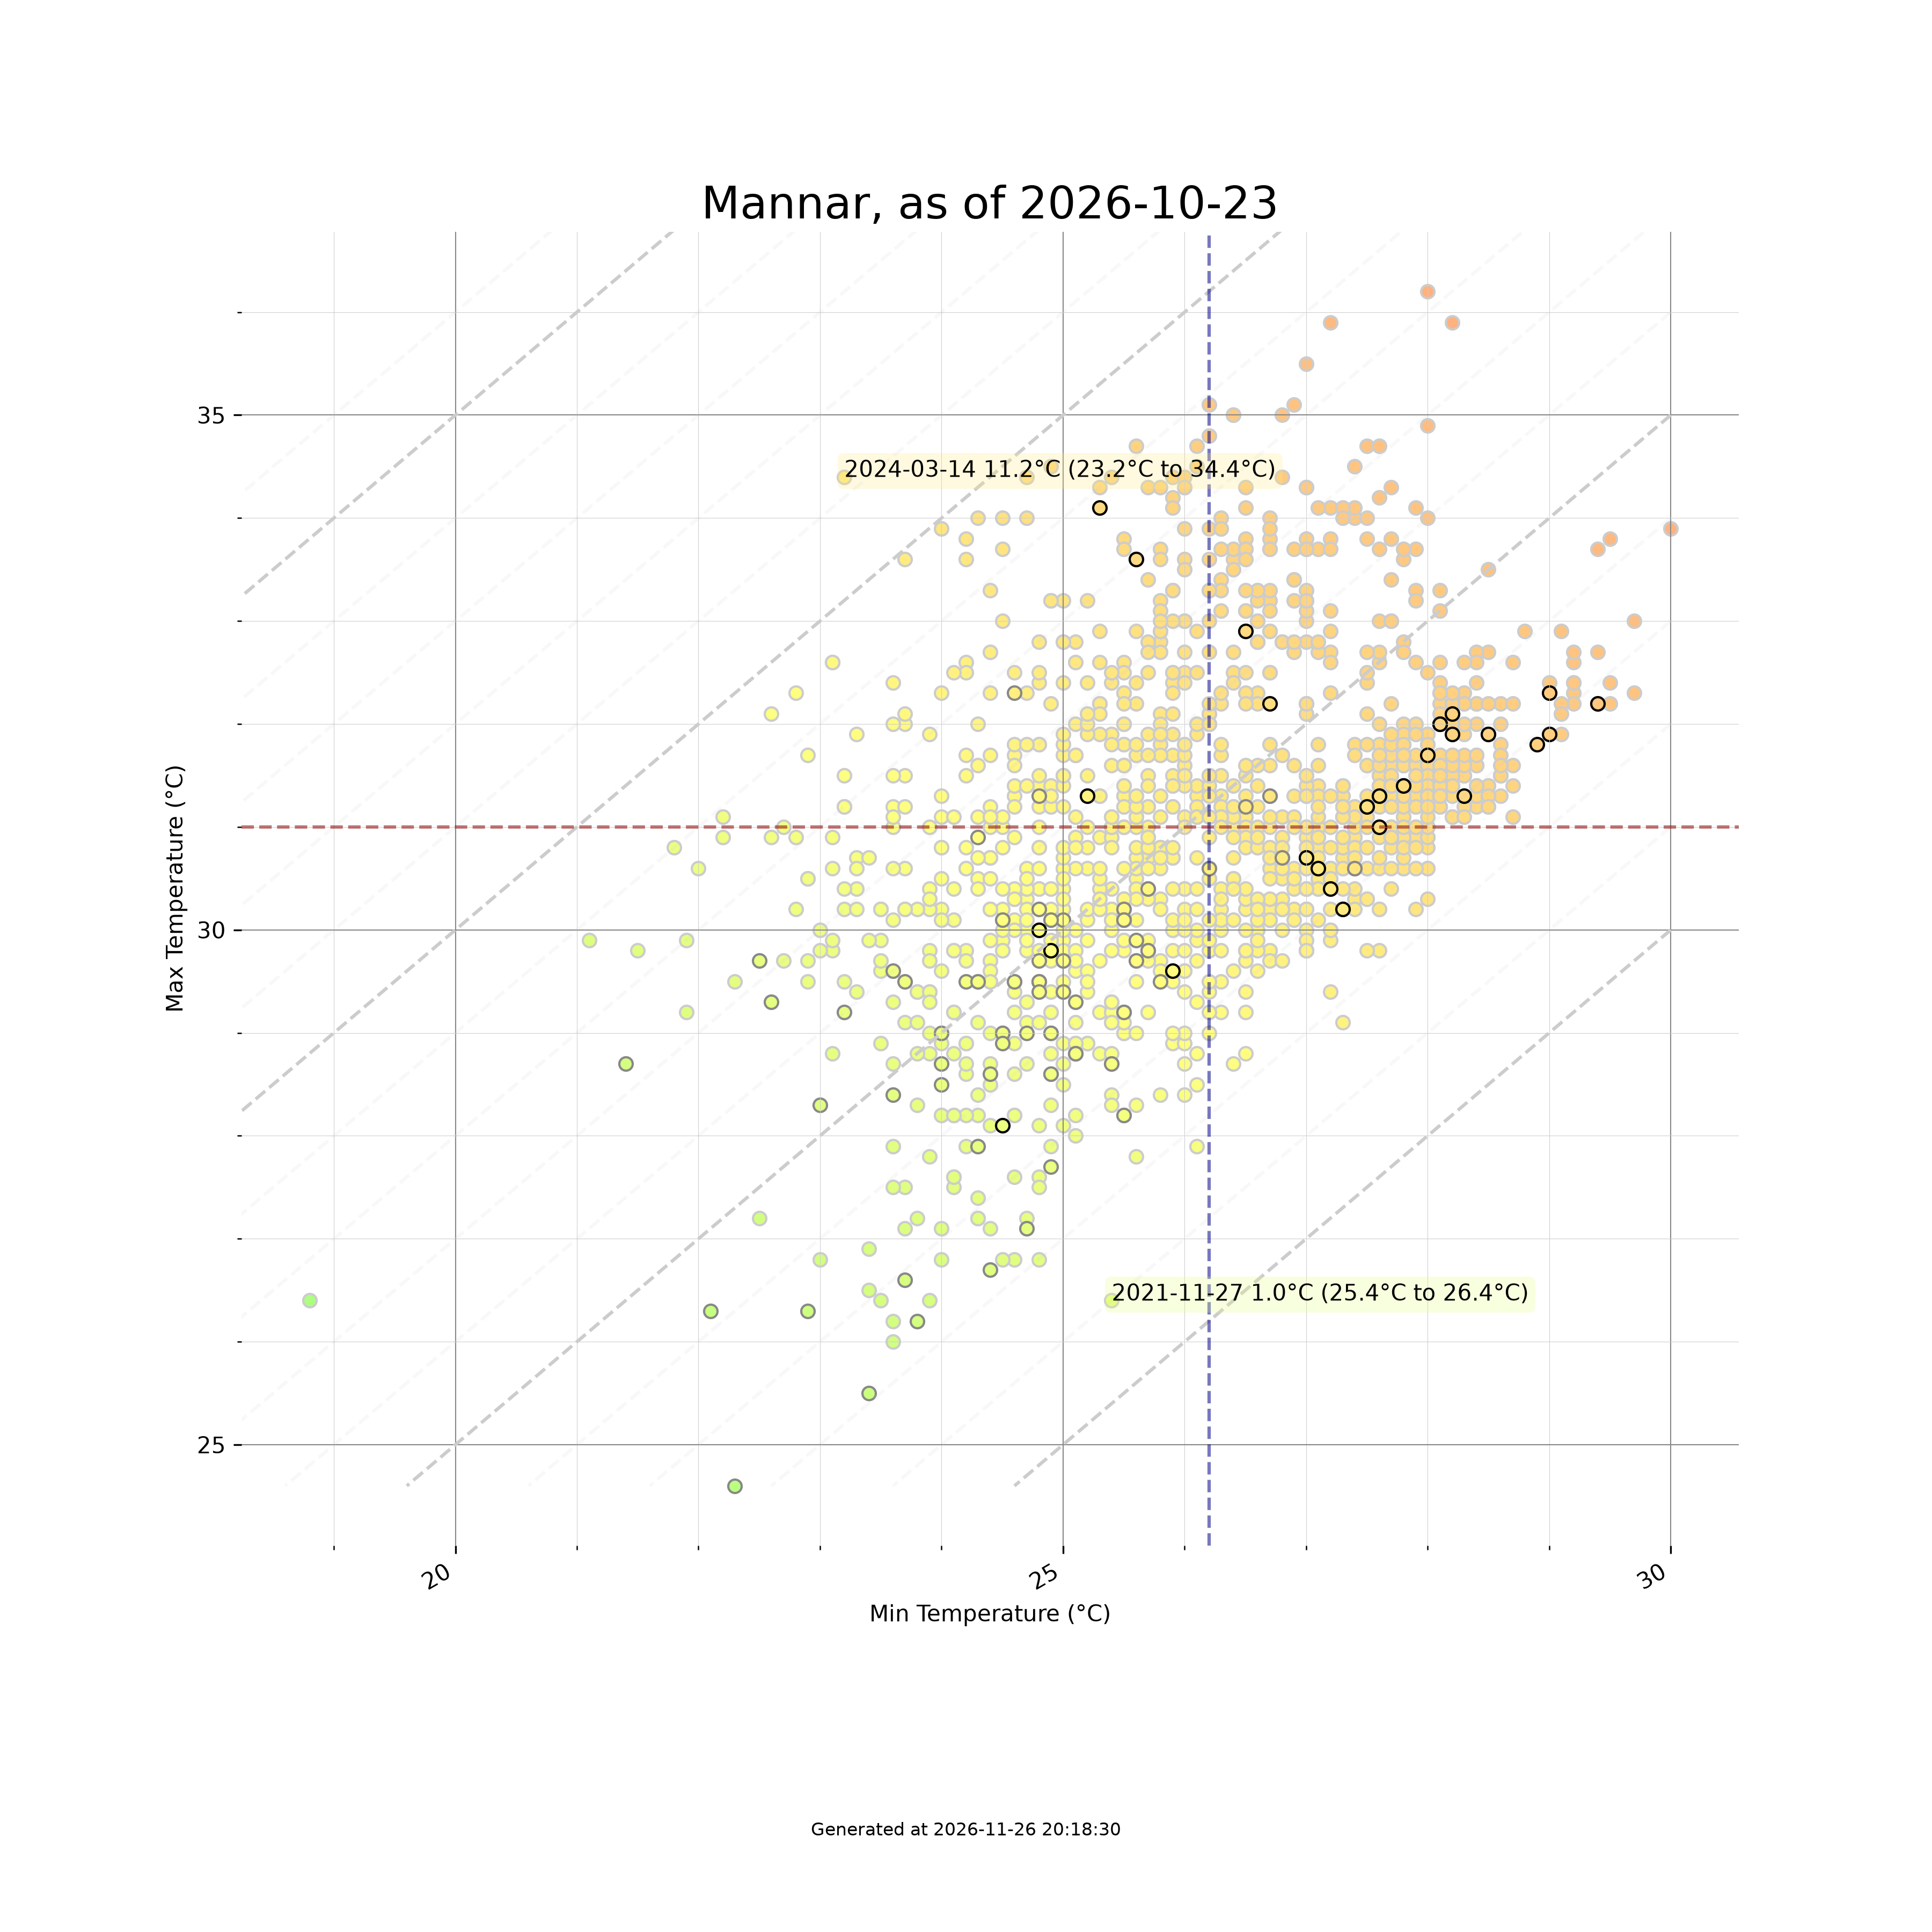 Mannar, as of 2026-10-23
35
2024-03-14 11.2°C (23.2°C to 34.4°C)
Max Temperature (°C)
30
2021-11-27 1.0°C (25.4°C to 26.4°C)
25
20
25
30
Min Temperature (°C)
Generated at 2026-11-26 20:18:30